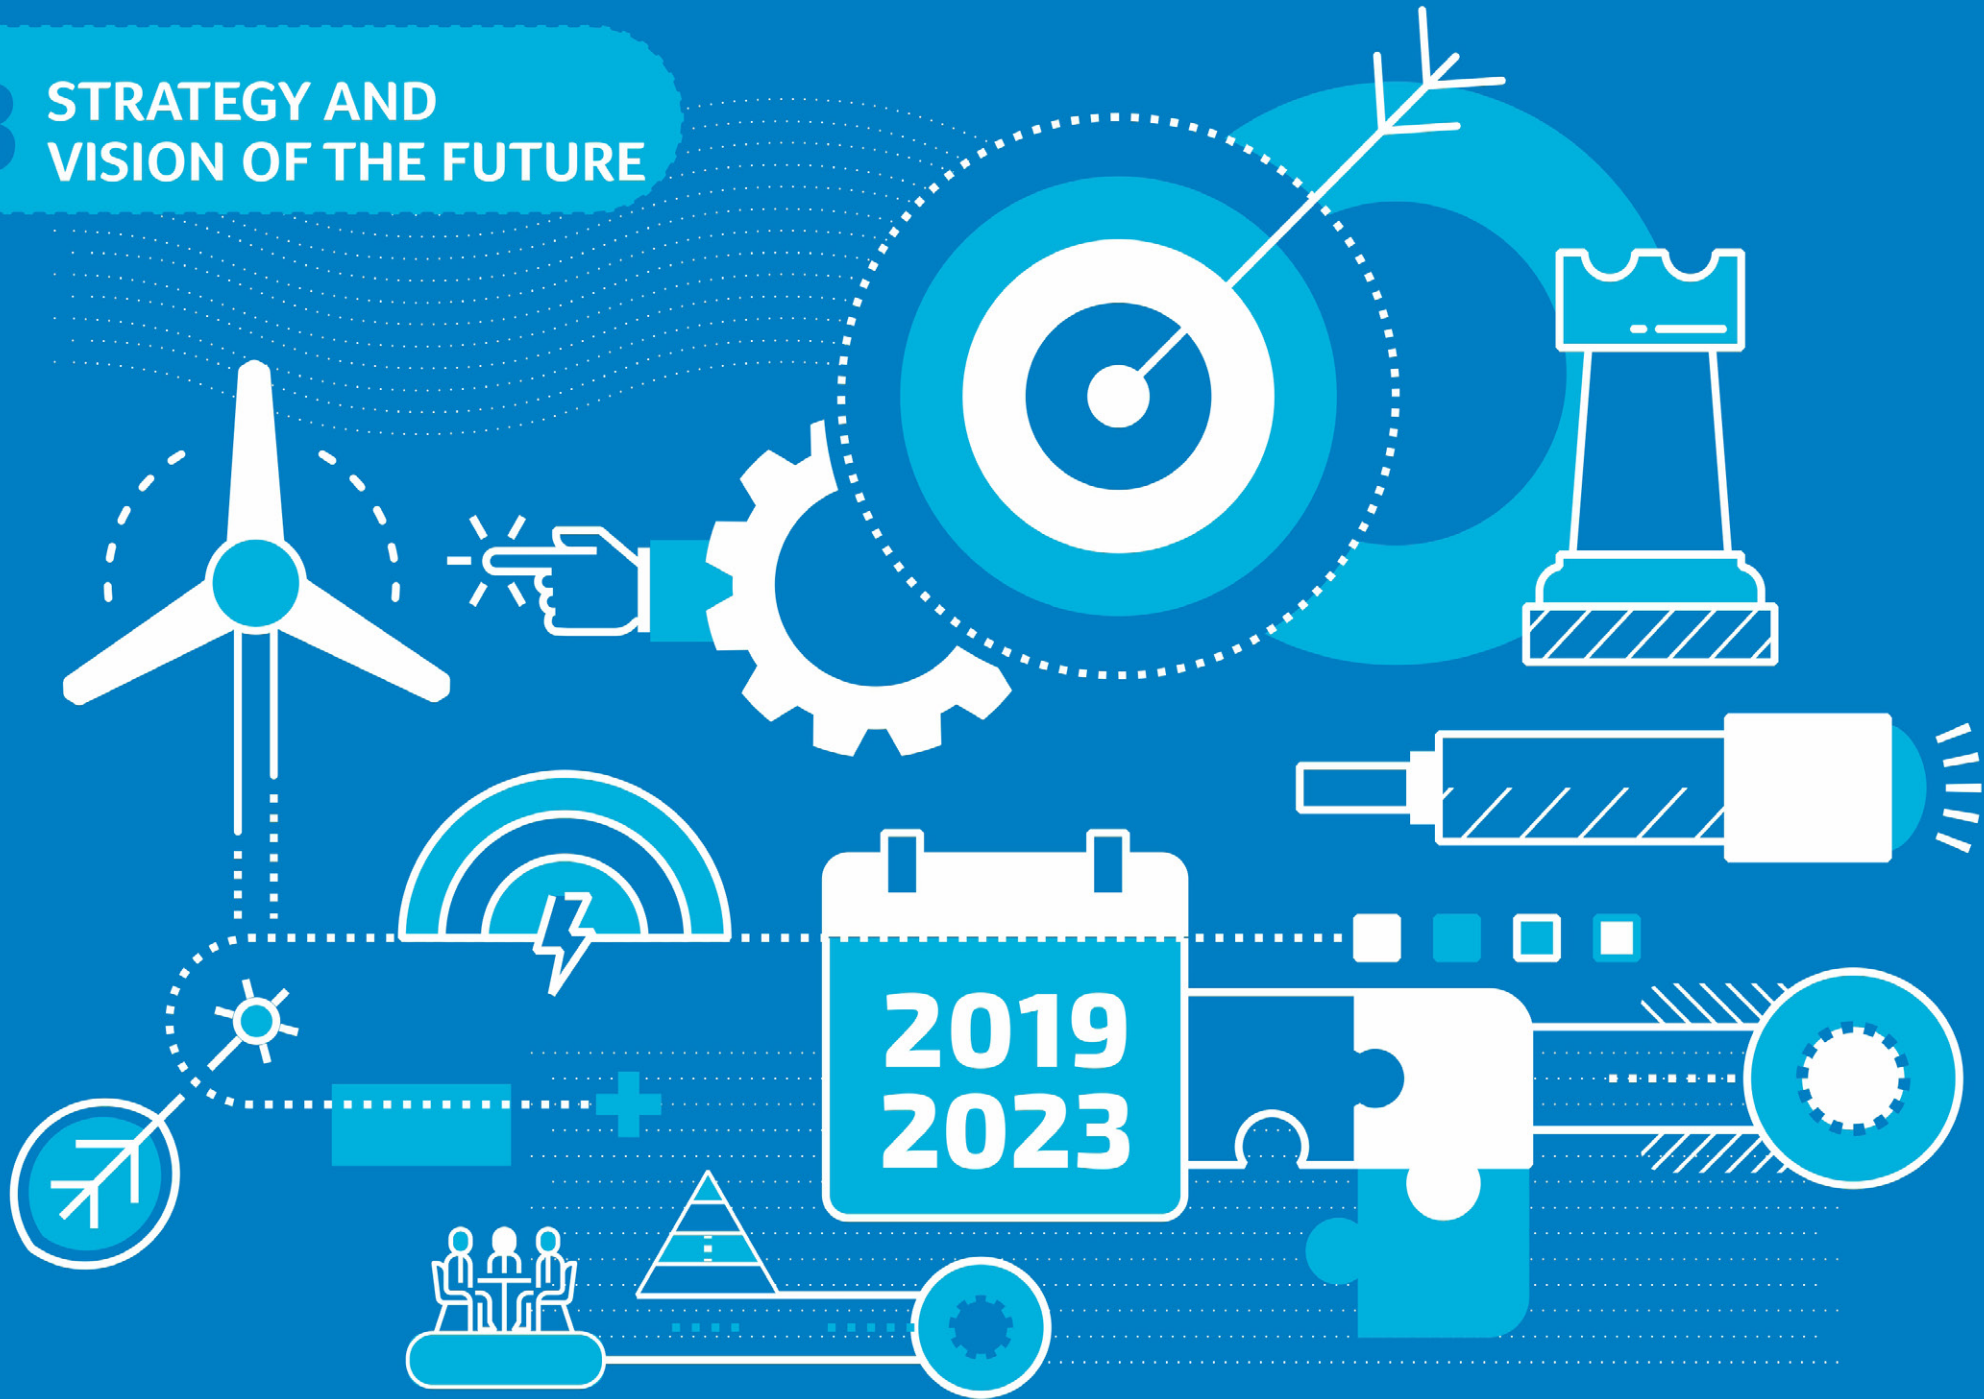 STRATEGY AND
VISION OF THE FUTURE
2019
2023